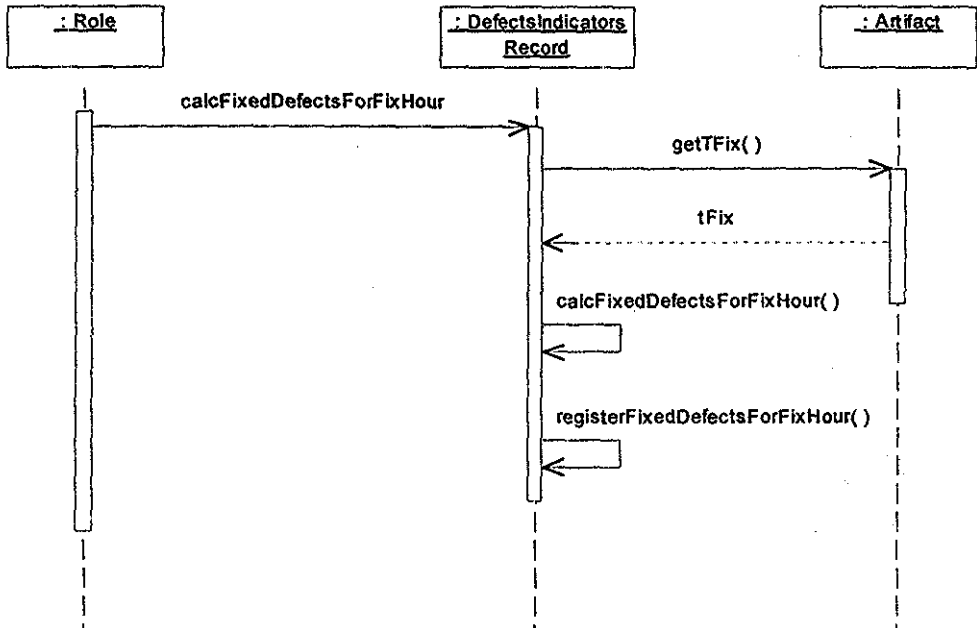 : Role
: DefectsIndicators
Record
: Artifact
calcFixedDefectsForFixHour
getTFix( )
tFix
calcFixedDefectsForFixHour( )
registerFixedDefectsForFixHour( )